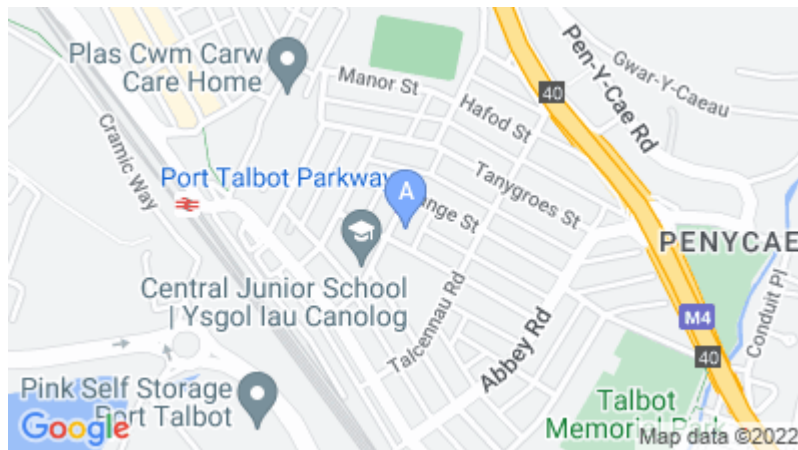 Plas Cwm Carw
Care Home
Manor St
Hafod St
40
Pen-Y-Cae Rd
Gwar-Y-Caeau
Cramic Way
Port Talbot Parkway
A
ange St
Tanygroes St
PENYCAE
Central Junior School
| Ysgol Iau Canolog
Talcennau Rd
Abbey Rd
M4
40
Conduit Pl
Pink Self Storage
Port Talbot
Talbot
Memorial Park
Google
Map data ©2022